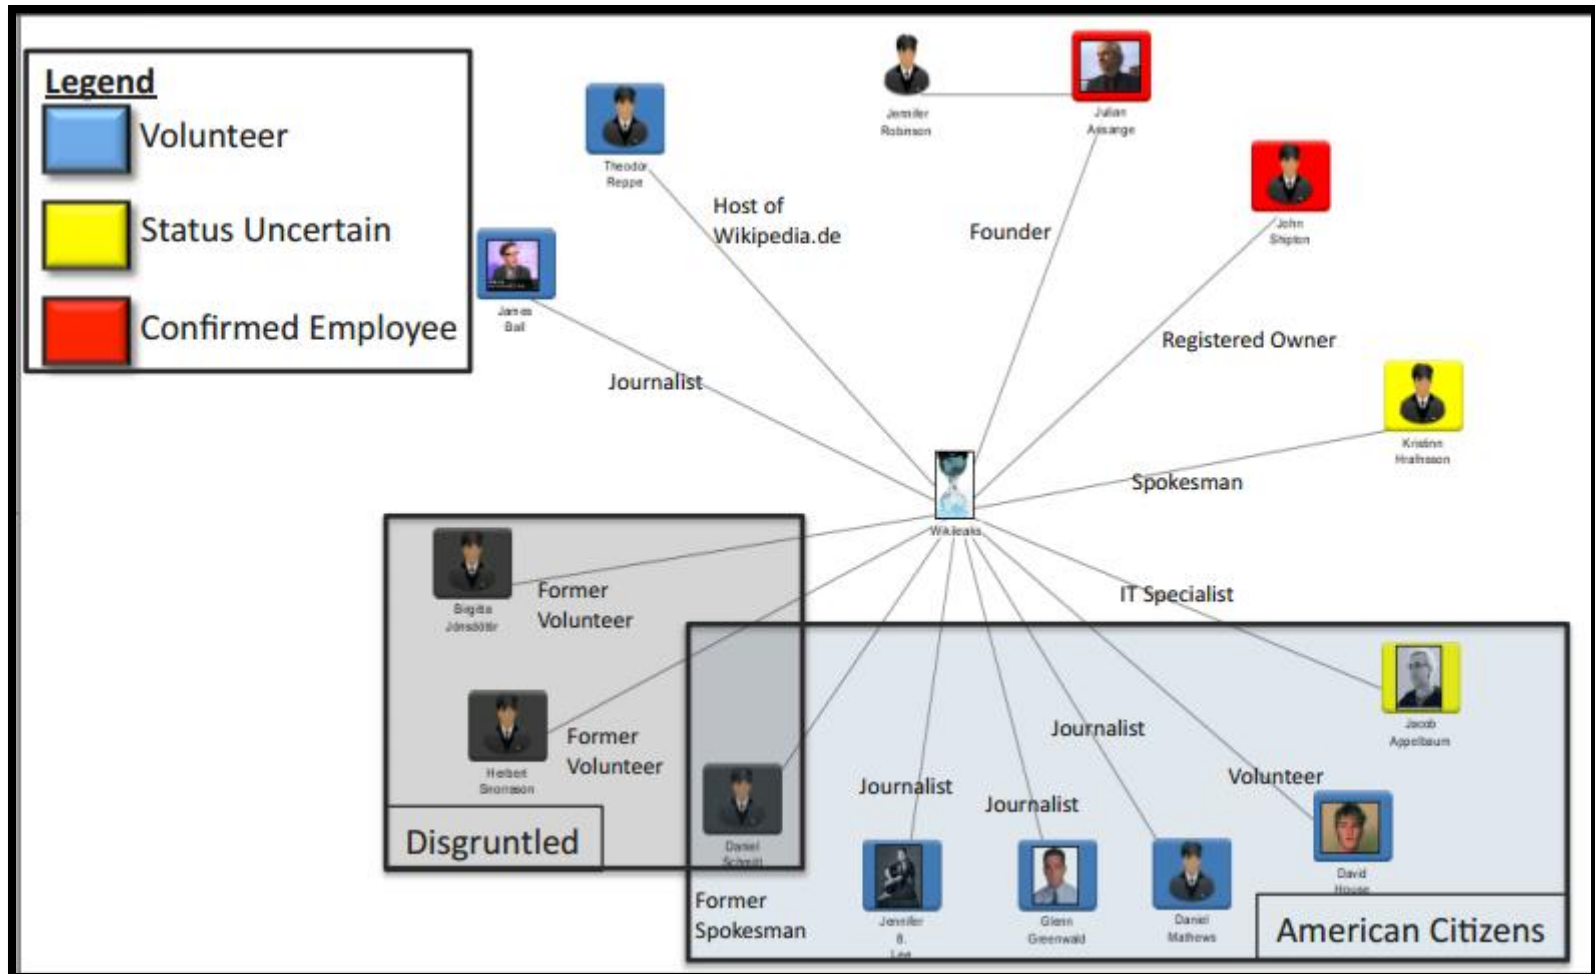 Legend
Volunteer
Status Uncertain
Confirmed Employee
Jennifer
Robinson
Julian
Assange
Theodor
Reppe
John
Shipton
Host of
Wikipedia.de
Founder
James
Ball
Registered Owner
Journalist
Kristinn
Hrafnsson
Spokesman
Wikileaks
Birgitta
Jónsdóttir
Former
Volunteer
IT Specialist
Herbert
Snorrason
Former
Volunteer
Jacob
Appelbaum
Journalist
Volunteer
Journalist
Journalist
Disgruntled
Daniel
Schmitt
David
House
Former
Spokesman
Jennifer
8.
Lee
Glenn
Greenwald
Daniel
Mathews
American Citizens